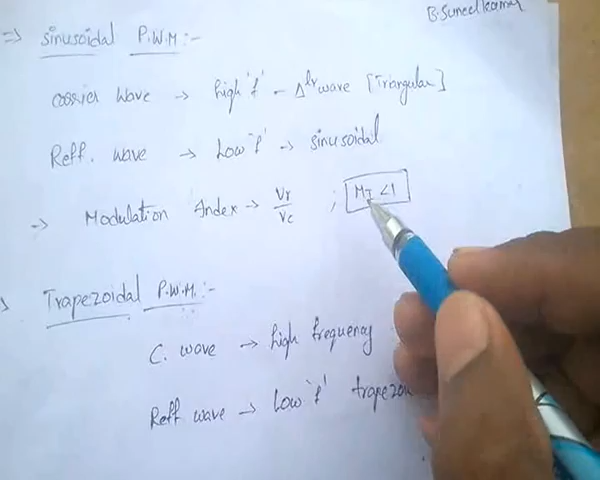 B. Suneel kumar
⇒ sinusoidal P.W.M :-
carrier wave → high 'f' - Δlr wave [Triangular]
Reff. wave → Low 'f' → sinusoidal
⇒ Modulation Index → Vr/Vc ; MI < 1
Trapezoidal P.W.M. :-
C. wave → high frequency
Reff wave → Low 'f'